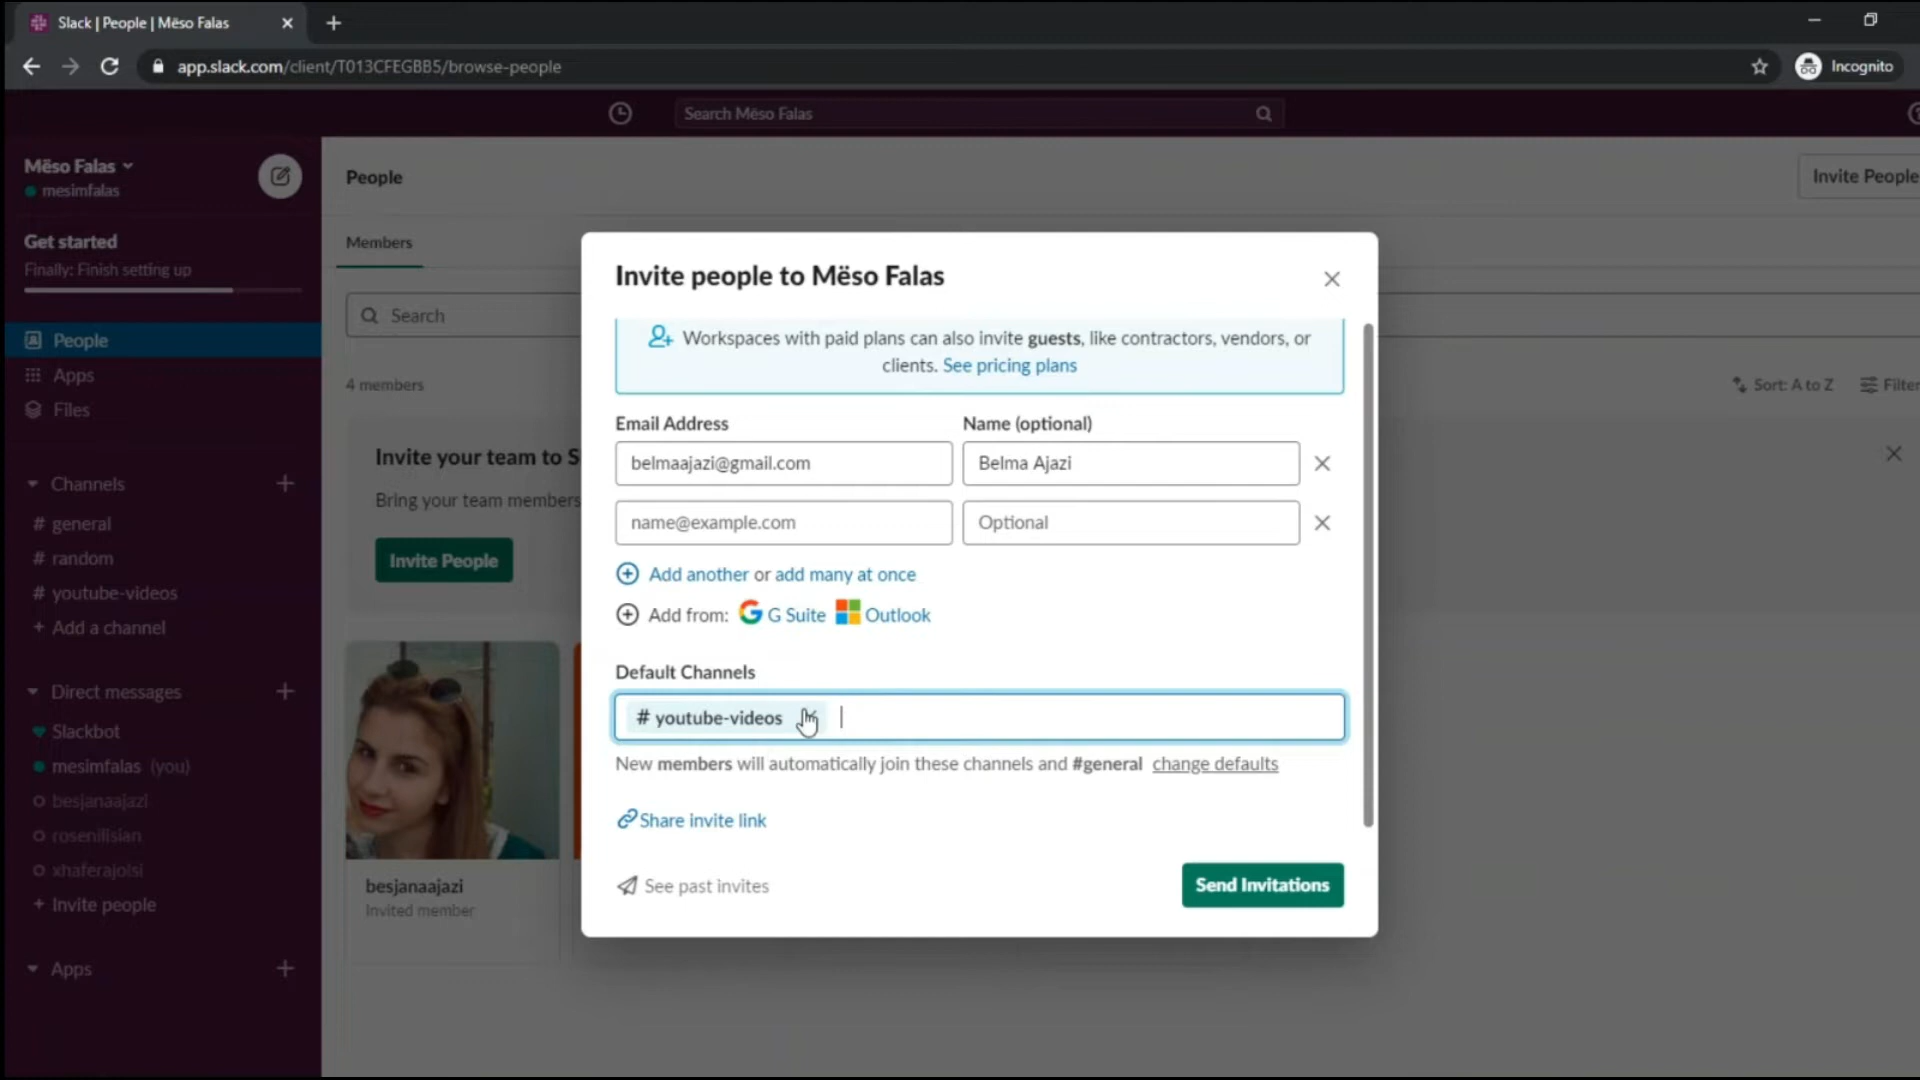 Slack | People | Mëso Falas
app.slack.com/client/T013CFEGBB5/browse-people
Incognito
Search Mëso Falas
Mëso Falas
mesimfalas
Get started
Finally: Finish setting up
People
Apps
Files
Channels
# general
# random
# youtube-videos
+ Add a channel
Direct messages
Slackbot
mesimfalas (you)
besjanaajazi
rosenilisian
xhaferajolsi
+ Invite people
Apps
People
Invite People
Members
Search
4 members
Sort: A to Z
Filter
Invite your team to S
Bring your team members
Invite People
besjanaajazi
Invited member
Invite people to Mëso Falas
Workspaces with paid plans can also invite guests, like contractors, vendors, or
clients. See pricing plans
Email Address
Name (optional)
belmaajazi@gmail.com
Belma Ajazi
name@example.com
Optional
Add another or add many at once
Add from: G Suite Outlook
Default Channels
# youtube-videos
New members will automatically join these channels and #general change defaults
Share invite link
See past invites
Send Invitations